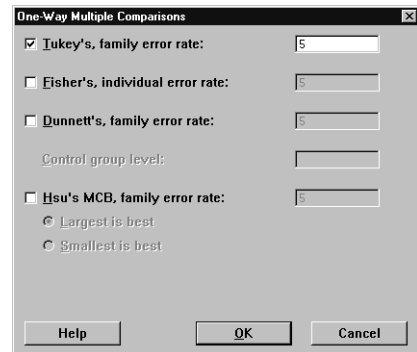 One-Way Multiple Comparisons
Tukey's, family error rate: 5
Fisher's, individual error rate: 5
Dunnett's, family error rate: 5
Control group level:
Hsu's MCB, family error rate: 5
Largest is best
Smallest is best
Help OK Cancel